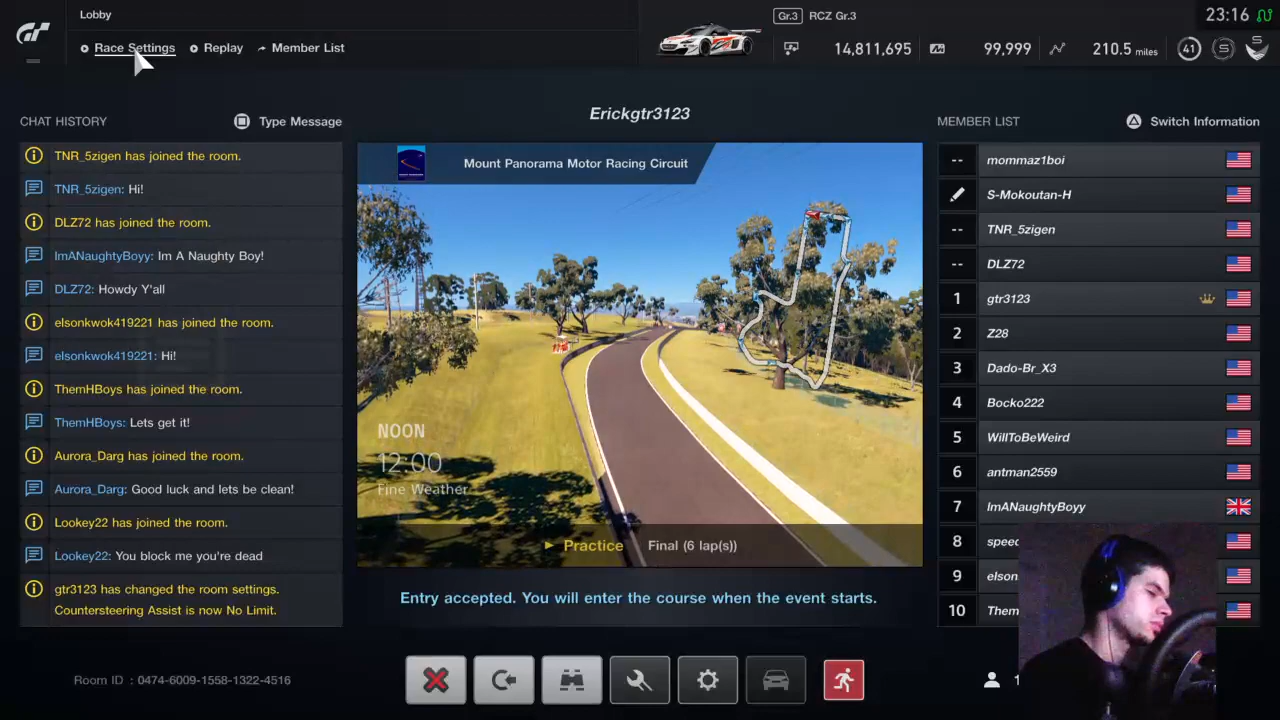 Lobby
Race Settings
Replay
Member List
Gr.3
RCZ Gr.3
14,811,695
99,999
210.5 miles
41
S
S
23:16
CHAT HISTORY
Type Message
TNR_5zigen has joined the room.
TNR_5zigen: Hi!
DLZ72 has joined the room.
ImANaughtyBoyy: Im A Naughty Boy!
DLZ72: Howdy Y'all
elsonkwok419221 has joined the room.
elsonkwok419221: Hi!
ThemHBoys has joined the room.
ThemHBoys: Lets get it!
Aurora_Darg has joined the room.
Aurora_Darg: Good luck and lets be clean!
Lookey22 has joined the room.
Lookey22: You block me you're dead
gtr3123 has changed the room settings.
Countersteering Assist is now No Limit.
Room ID : 0474-6009-1558-1322-4516
Erickgtr3123
Mount Panorama Motor Racing Circuit
NOON
12:00
Fine Weather
Practice
Final (6 lap(s))
Entry accepted. You will enter the course when the event starts.
MEMBER LIST
Switch Information
-- mommaz1boi
S-Mokoutan-H
-- TNR_5zigen
-- DLZ72
1 gtr3123
2 Z28
3 Dado-Br_X3
4 Bocko222
5 WillToBeWeird
6 antman2559
7 ImANaughtyBoyy
8 speed
9 elson
10 Them